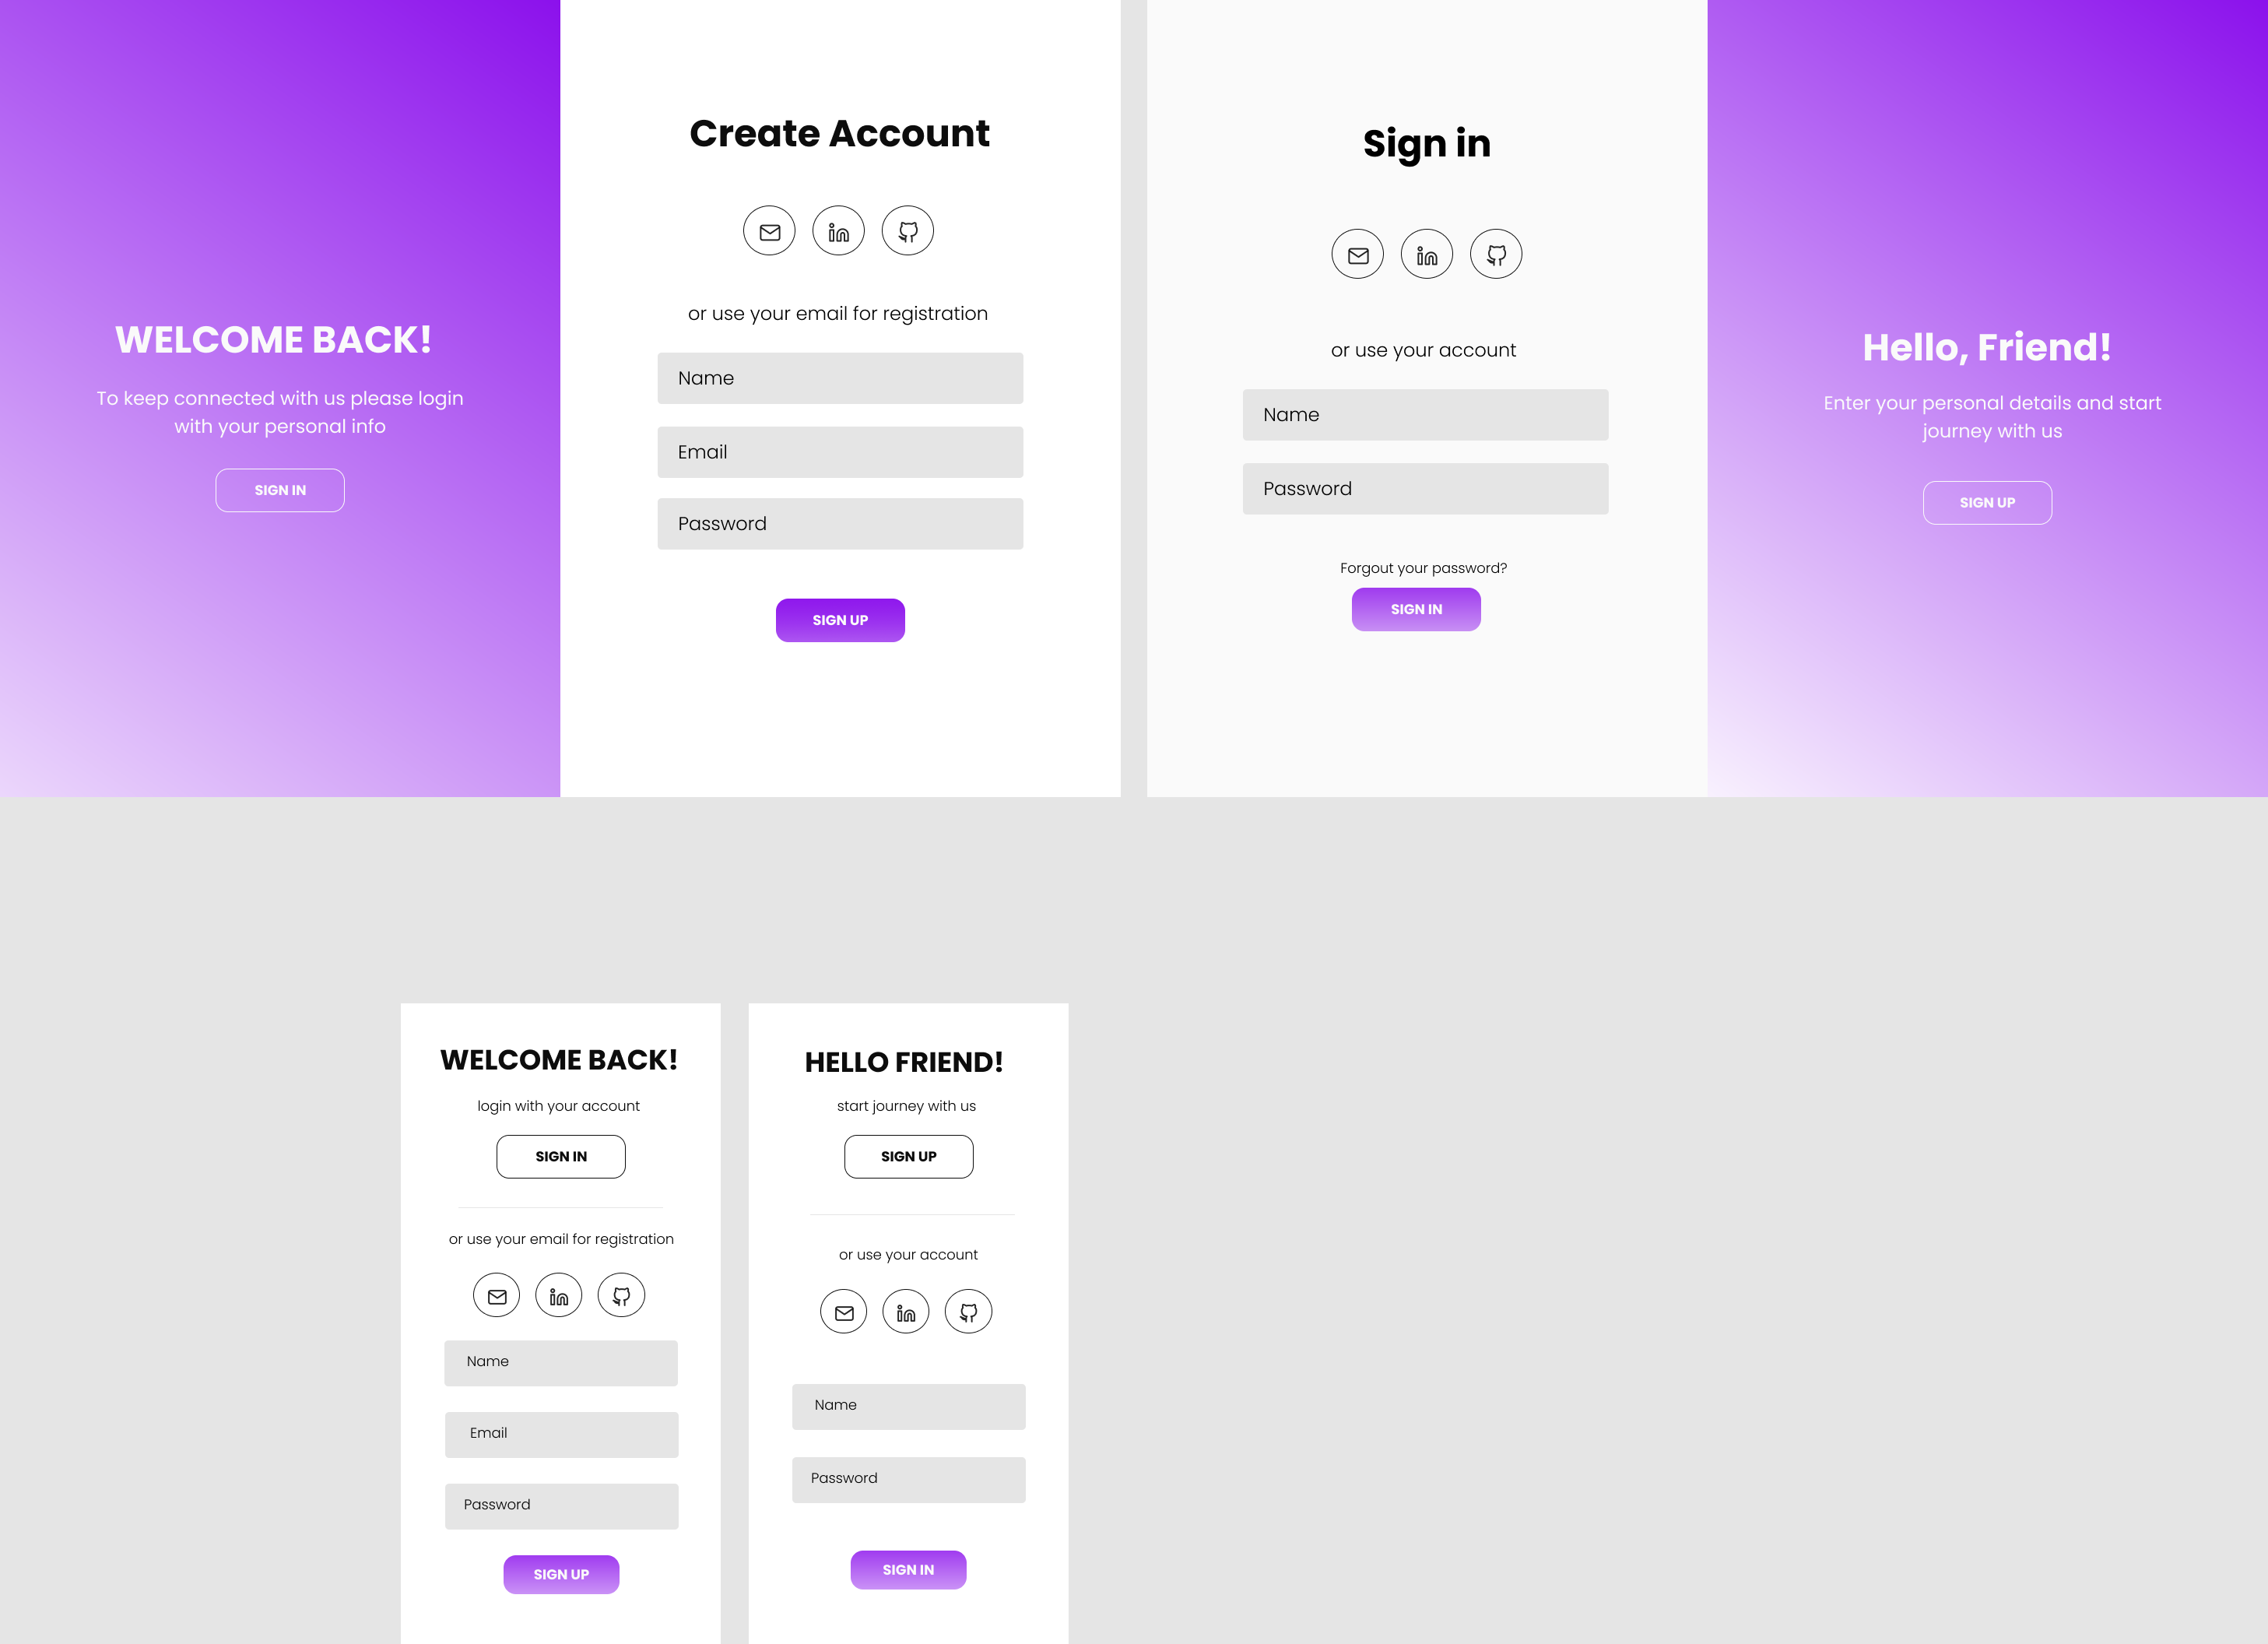 WELCOME BACK!
To keep connected with us please login
with your personal info
SIGN IN
Create Account
in
or use your email for registration
Name
Email
Password
SIGN UP
Sign in
in
or use your account
Name
Password
Forgout your password?
SIGN IN
Hello, Friend!
Enter your personal details and start
journey with us
SIGN UP
WELCOME BACK!
login with your account
SIGN IN
or use your email for registration
in
Name
Email
Password
SIGN UP
HELLO FRIEND!
start journey with us
SIGN UP
or use your account
in
Name
Password
SIGN IN